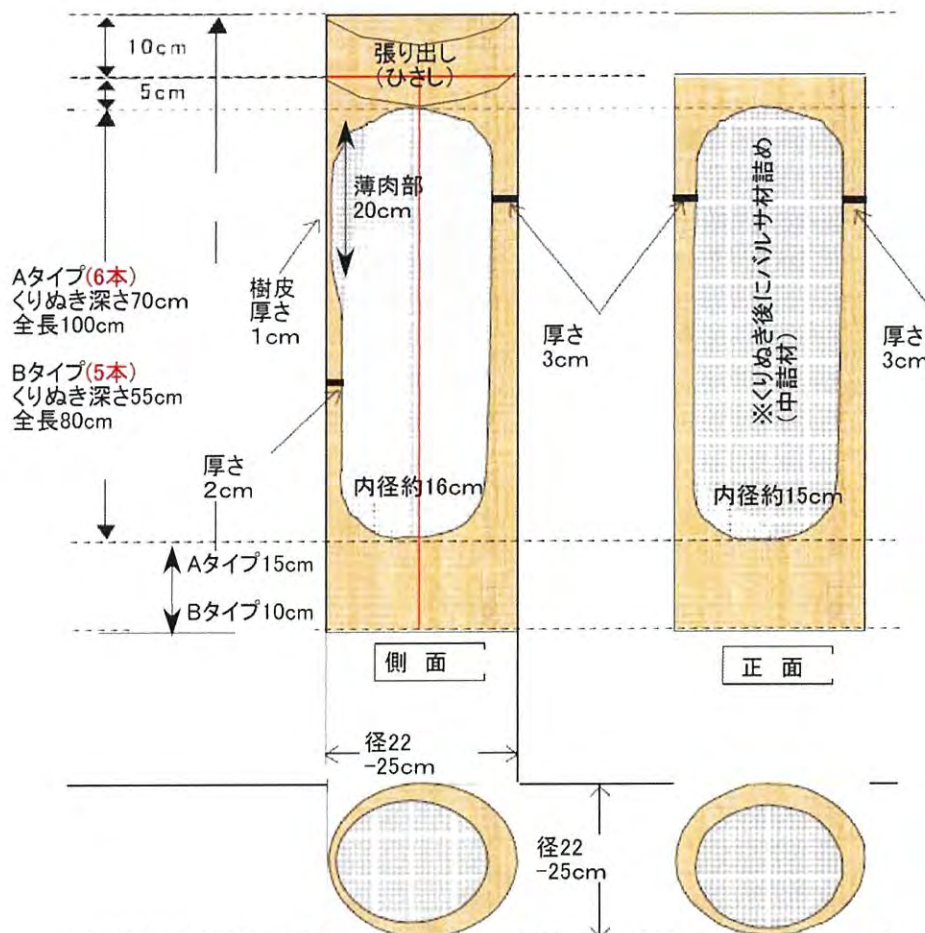 10cm
5cm
張り出し
(ひさし)
薄肉部
20cm
Aタイプ(6本)
くりぬき深さ70cm
全長100cm
Bタイプ(5本)
くりぬき深さ55cm
全長80cm
樹皮
厚さ
1cm
厚さ
3cm
※くりぬき後にバルサ材詰め
(中詰材)
厚さ
3cm
厚さ
2cm
内径約16cm
内径約15cm
Aタイプ15cm
Bタイプ10cm
側 面
正 面
径22
-25cm
径22
-25cm